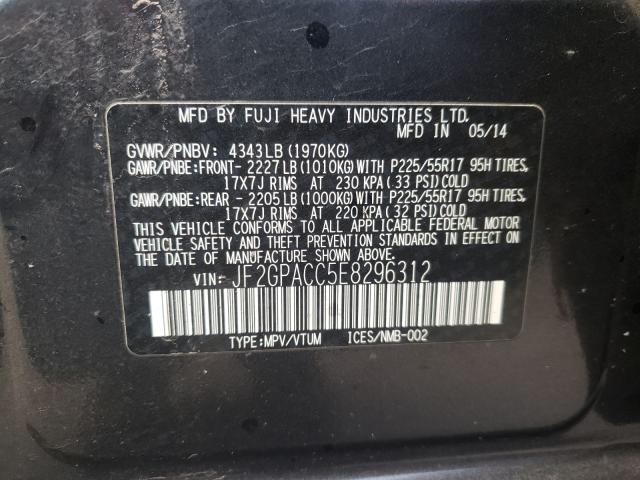 MFD BY FUJI HEAVY INDUSTRIES LTD.
MFD IN 05/14
GVWR/PNBV: 4343LB (1970KG)
GAWR/PNBE:FRONT- 2227LB (1010KG) WITH P225/55R17 95H TIRES,
17X7J RIMS AT 230 KPA (33 PSI) COLD
GAWR/PNBE:REAR - 2205LB (1000KG) WITH P225/55R17 95H TIRES,
17X7J RIMS AT 220 KPA (32 PSI) COLD
THIS VEHICLE CONFORMS TO ALL APPLICABLE FEDERAL MOTOR
VEHICLE SAFETY AND THEFT PREVENTION STANDARDS IN EFFECT
ON THE DATE OF MANUFACTURE SHOWN ABOVE.
VIN: JF2GPACC5E8296312
TYPE:MPV/VTUM ICES/NMB-002